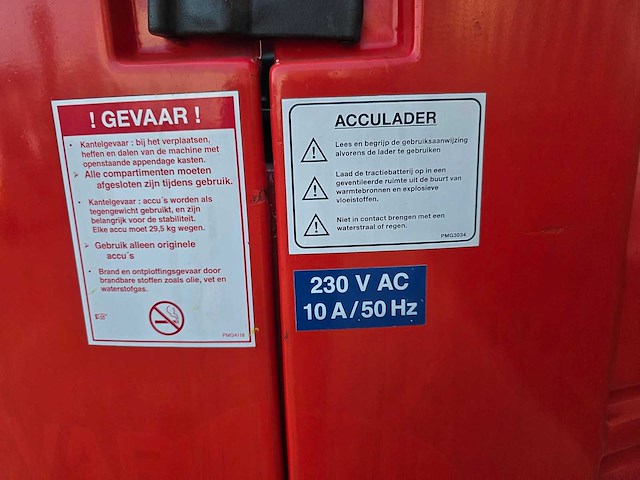 ! GEVAAR !
• Kantelgevaar : bij het verplaatsen,
heffen en dalen van de machine met
openstaande appendage kasten.
➢ Alle compartimenten moeten
afgesloten zijn tijdens gebruik.
• Kantelgevaar : accu´s worden als
tegengewicht gebruikt, en zijn
belangrijk voor de stabiliteit.
Elke accu moet 29,5 kg wegen.
➢ Gebruik alleen originele
accu´s
• Brand en ontploffingsgevaar door
brandbare stoffen zoals olie, vet en
waterstofgas.
PMG4118
ACCULADER
Lees en begrijp de gebruiksaanwijzing
alvorens de lader te gebruiken
Laad de tractiebatterij op in een
geventileerde ruimte uit de buurt van
warmtebronnen en explosieve
vloeistoffen.
Niet in contact brengen met een
waterstraal of regen.
PMG3034
230 V AC
10 A/50 Hz